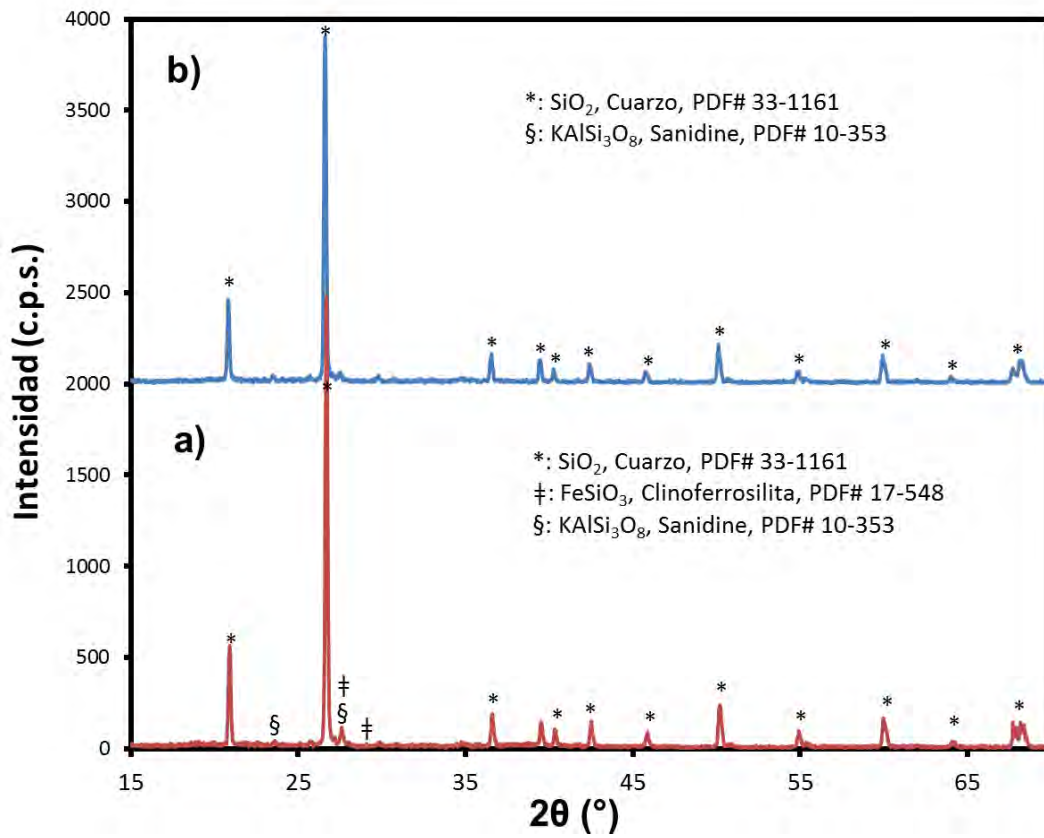 4000
3500
3000
2500
2000
1500
1000
500
0
Intensidad (c.p.s.)
b)
*: SiO₂, Cuarzo, PDF# 33-1161
§: KAlSi₃O₈, Sanidine, PDF# 10-353
* * * * * * * * * * * *
a)
*: SiO₂, Cuarzo, PDF# 33-1161
‡: FeSiO₃, Clinoferrosilita, PDF# 17-548
§: KAlSi₃O₈, Sanidine, PDF# 10-353
* § * ‡ § ‡ * * * * * * * * *
15 25 35 45 55 65
2θ (°)